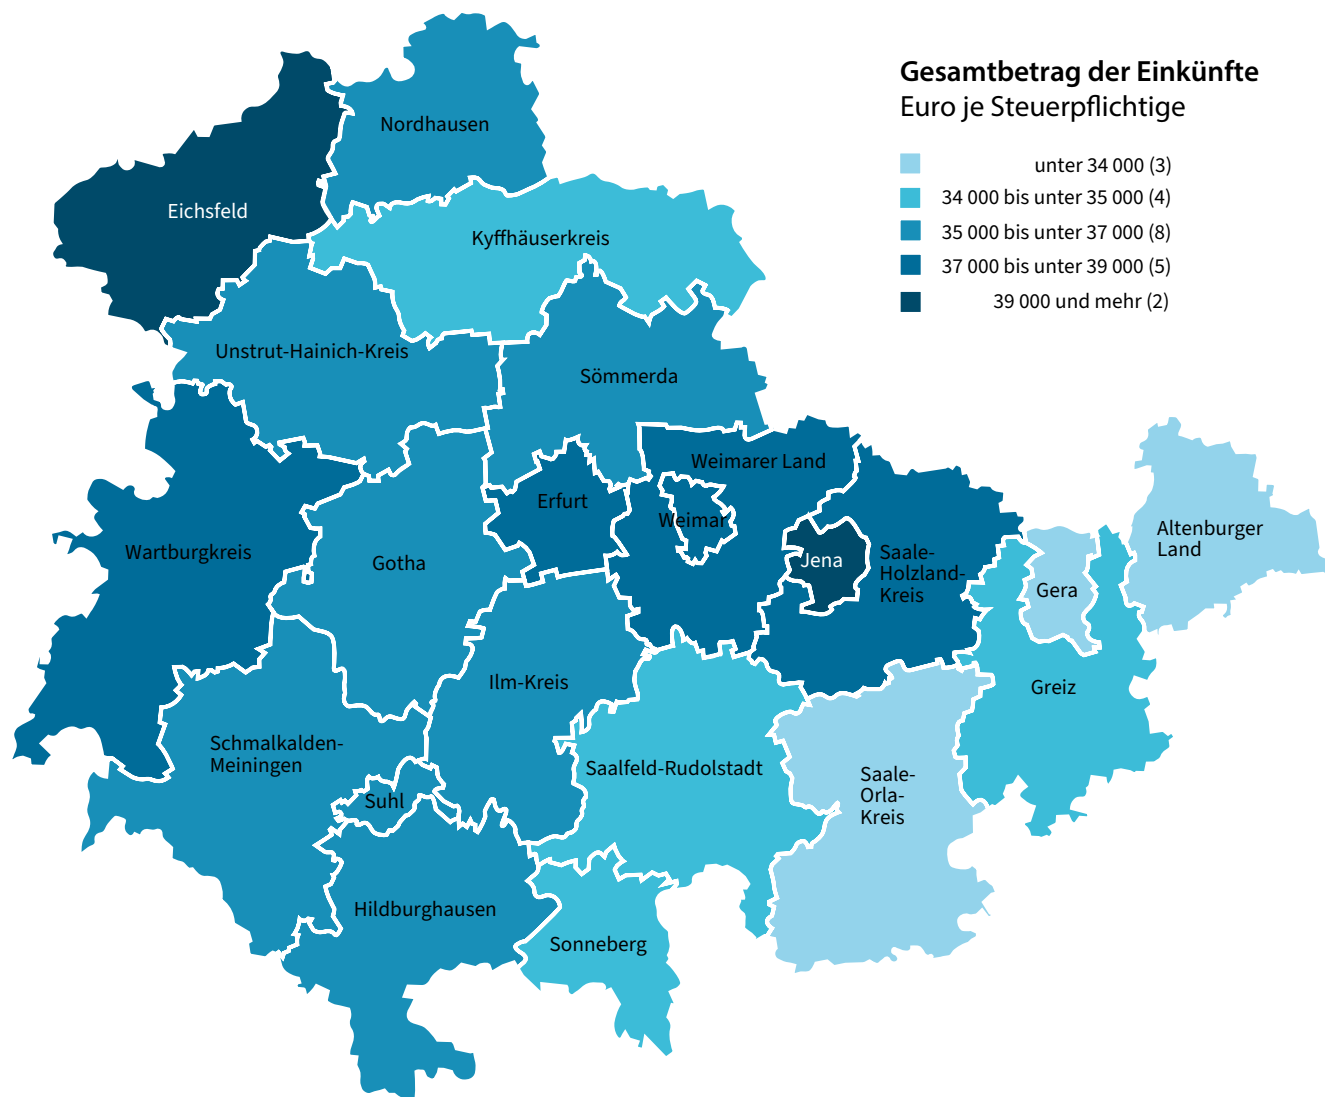 Gesamtbetrag der Einkünfte
Euro je Steuerpflichtige
unter 34 000 (3)
34 000 bis unter 35 000 (4)
35 000 bis unter 37 000 (8)
37 000 bis unter 39 000 (5)
39 000 und mehr (2)
Nordhausen
Eichsfeld
Kyffhäuserkreis
Unstrut-Hainich-Kreis
Sömmerda
Weimarer Land
Erfurt
Weimar
Wartburgkreis
Gotha
Jena
Saale-
Holzland-
Kreis
Gera
Altenburger
Land
Ilm-Kreis
Greiz
Schmalkalden-
Meiningen
Saalfeld-Rudolstadt
Saale-
Orla-
Kreis
Suhl
Hildburghausen
Sonneberg